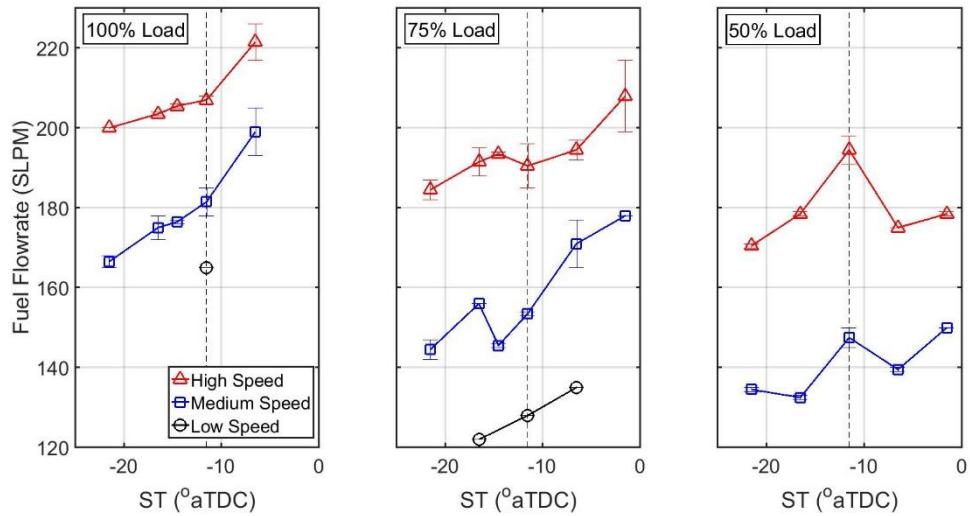 100% Load
75% Load
50% Load
Fuel Flowrate (SLPM)
220
200
180
160
140
120
High Speed
Medium Speed
Low Speed
-20 -10 0
-20 -10 0
-20 -10 0
ST (°aTDC)
ST (°aTDC)
ST (°aTDC)